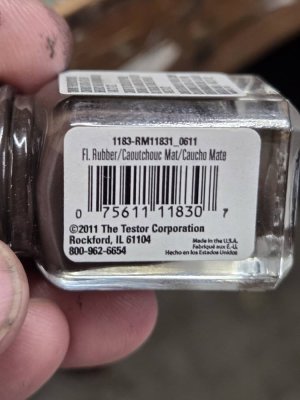 1183-RM11831_0611
Fl. Rubber/Caoutchouc Mat/Caucho Mate
0 75611 11830 7
©2011 The Testor Corporation
Rockford, IL 61104
800-962-6654
Made in the U.S.A.
Fabriqué aux É.-U.
Hecho en los Estados Unidos